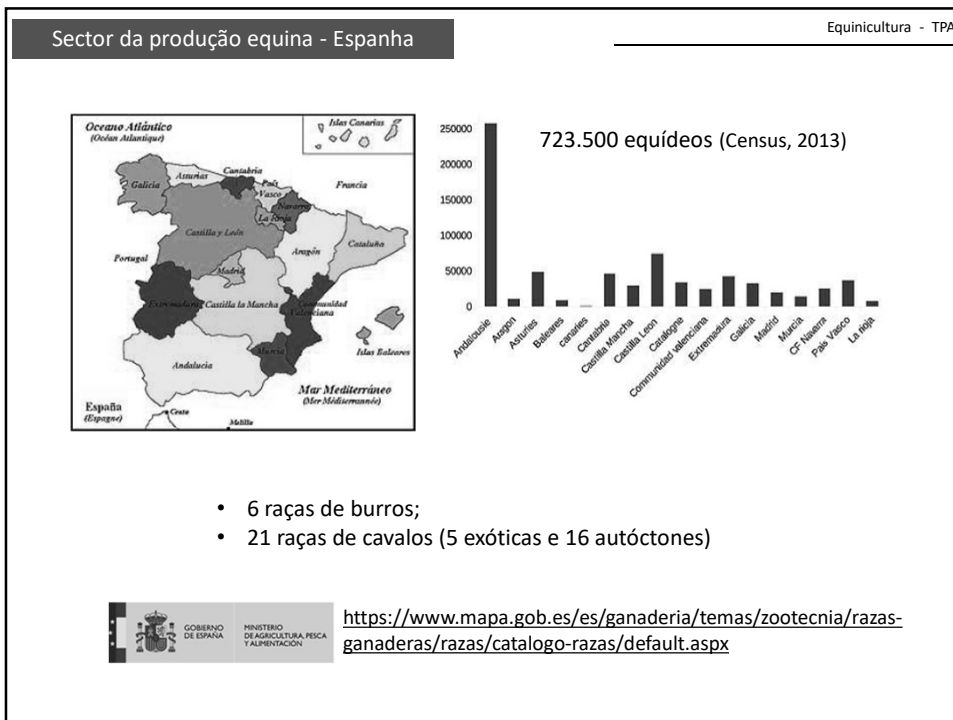 Sector da produção equina - Espanha
Equinicultura - TPA
Oceano Atlántico
(Océan Atlantique)
Islas Canarias
Cantabria
Asturias
País
Vasco
Francia
Galicia
Navarra
La Rioja
Castilla y León
Cataluña
Aragón
Portugal
Madrid
Extremadura
Castilla la Mancha
Comunidad
Valenciana
Islas Baleares
Murcia
Andalucia
Mar Mediterráneo
(Mer Méditerrannée)
España
(Espagne)
Ceuta
Melilla
723.500 equídeos (Census, 2013)
250000
200000
150000
100000
50000
0
Andalousie
Aragon
Asturies
Baleares
canaries
Cantabria
Castilla Mancha
Castilla Leon
Catalogne
Communidad valenciana
Extremadura
Galicia
Madrid
Murcia
CF Navarra
Pais Vasco
La rioja
• 6 raças de burros;
• 21 raças de cavalos (5 exóticas e 16 autóctones)
GOBIERNO
DE ESPAÑA
MINISTERIO
DE AGRICULTURA, PESCA
Y ALIMENTACIÓN
https://www.mapa.gob.es/es/ganaderia/temas/zootecnia/razas-
ganaderas/razas/catalogo-razas/default.aspx